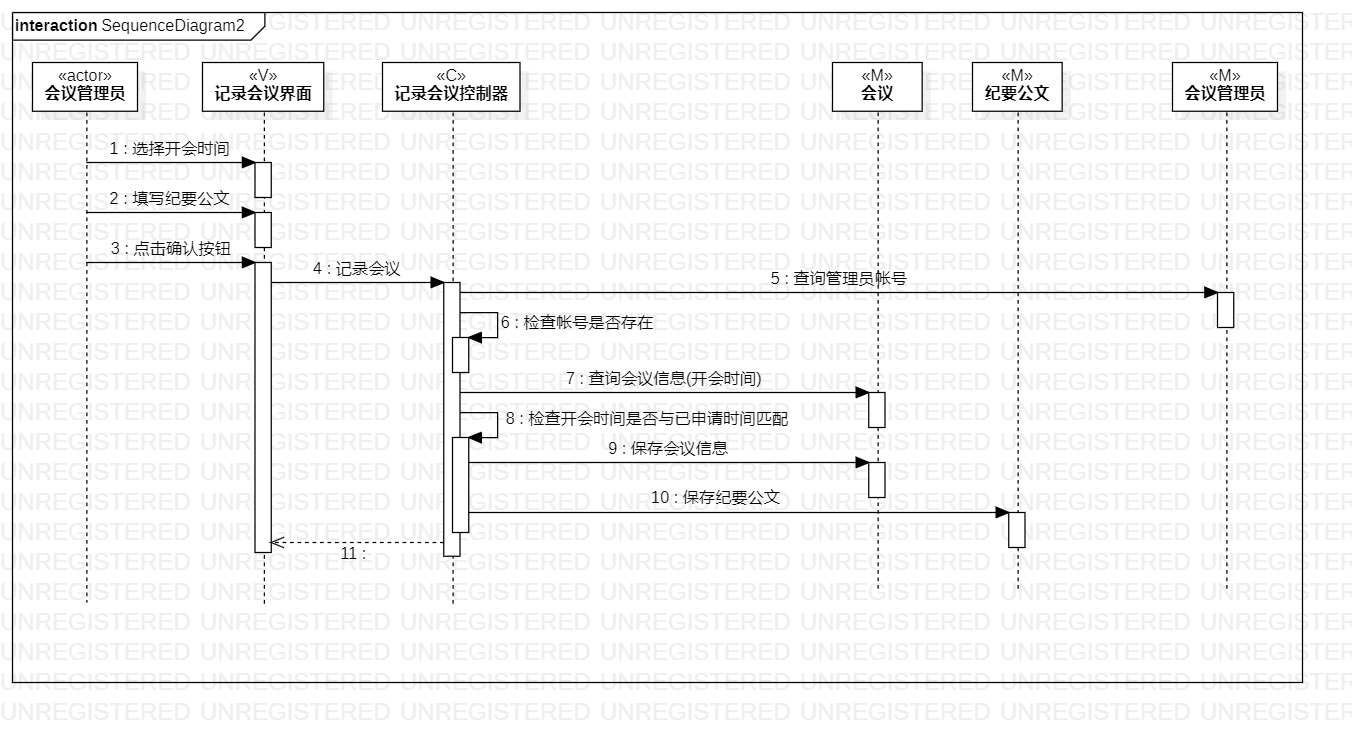 interaction SequenceDiagram2
«actor»
会议管理员
«V»
记录会议界面
«C»
记录会议控制器
«M»
会议
«M»
纪要公文
«M»
会议管理员
1 : 选择开会时间
2 : 填写纪要公文
3 : 点击确认按钮
4 : 记录会议
5 : 查询管理员帐号
6 : 检查帐号是否存在
7 : 查询会议信息(开会时间)
8 : 检查开会时间是否与已申请时间匹配
9 : 保存会议信息
10 : 保存纪要公文
11 :
UNREGISTERED UNREGISTERED UNREGISTERED UNREGISTERED UNREGISTERED UNREGISTERED UNREGISTERED